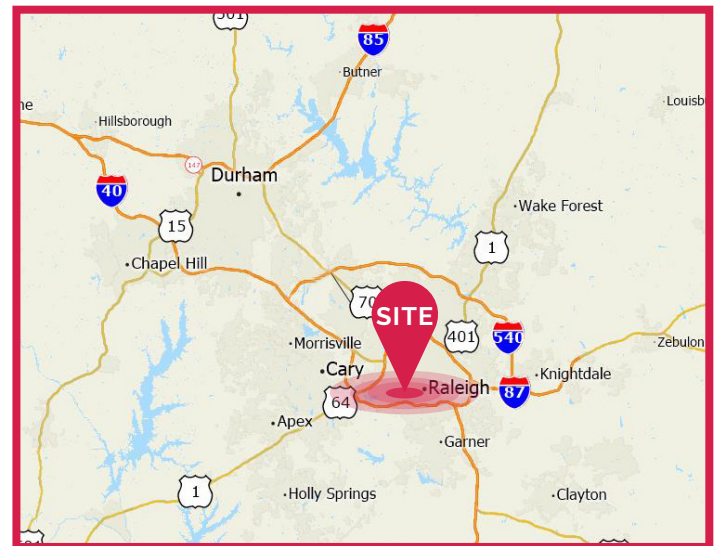 501
85
Butner
Louisb
ne
Hillsborough
147
Durham
40
15
Wake Forest
1
Chapel Hill
70
SITE
401
540
Morrisville
Zebulon
Cary
Knightdale
Raleigh
87
64
Apex
Garner
1
Holly Springs
Clayton